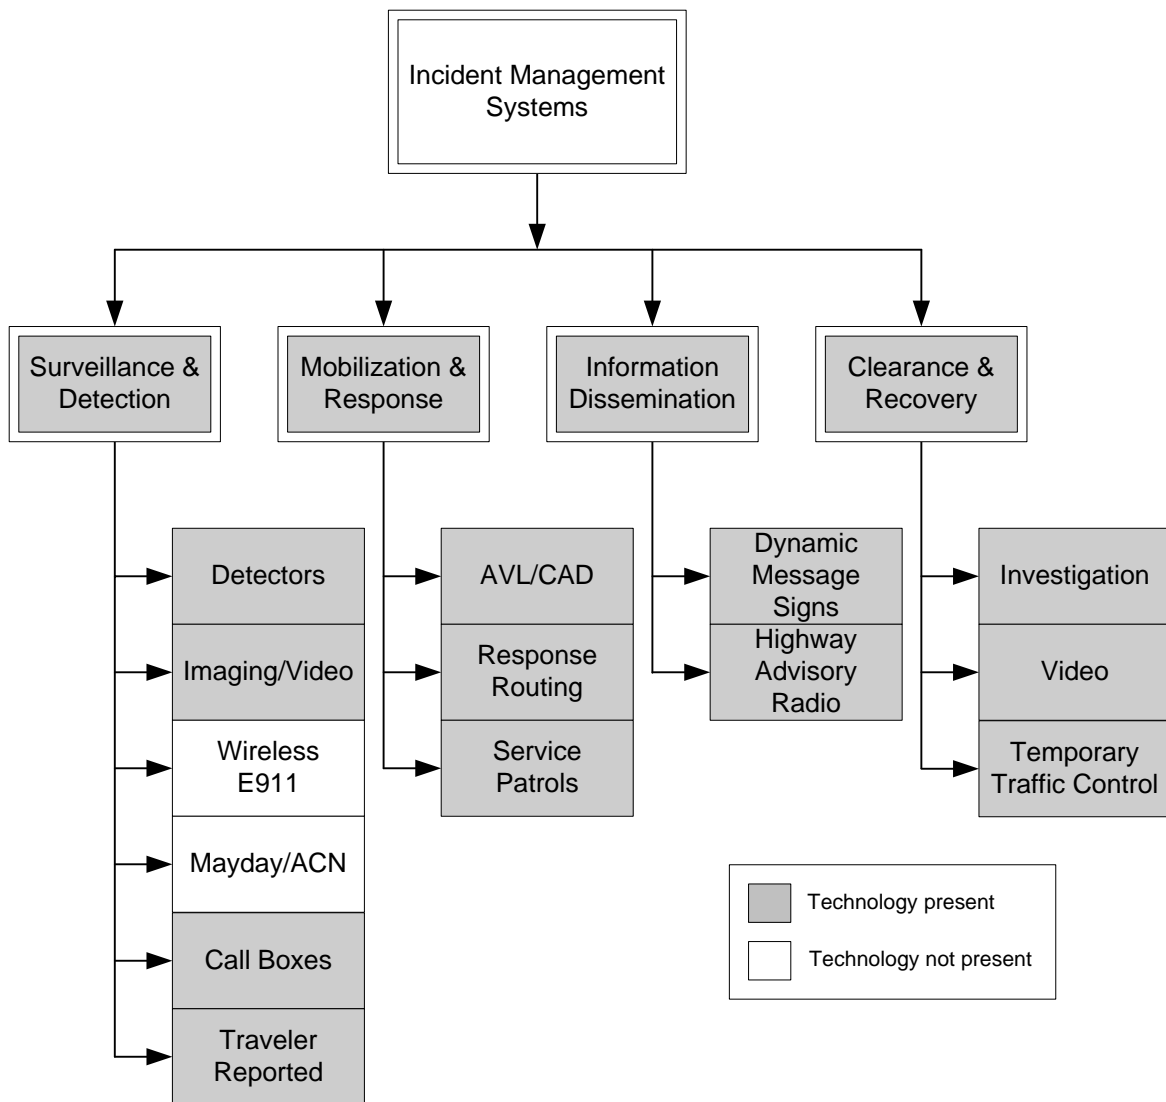 Incident Management
Systems
Surveillance &
Detection
Mobilization &
Response
Information
Dissemination
Clearance &
Recovery
Detectors
Imaging/Video
Wireless
E911
Mayday/ACN
Call Boxes
Traveler
Reported
AVL/CAD
Response
Routing
Service
Patrols
Dynamic
Message
Signs
Highway
Advisory
Radio
Investigation
Video
Temporary
Traffic Control
Technology present
Technology not present